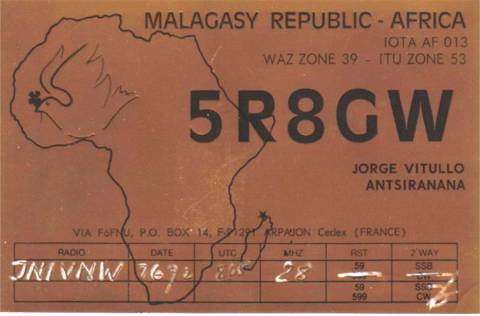 MALAGASY REPUBLIC - AFRICA
IOTA AF 013
WAZ ZONE 39 - ITU ZONE 53
5R8GW
JORGE VITULLO
ANTSIRANANA
VIA F6FNU, P.O. BOX 14, F-91291 ARPAJON Cedex (FRANCE)
RADIO DATE UTC MHZ RST 2 WAY
JN1VNW 28 59 SSB
59 SSB
599 CW